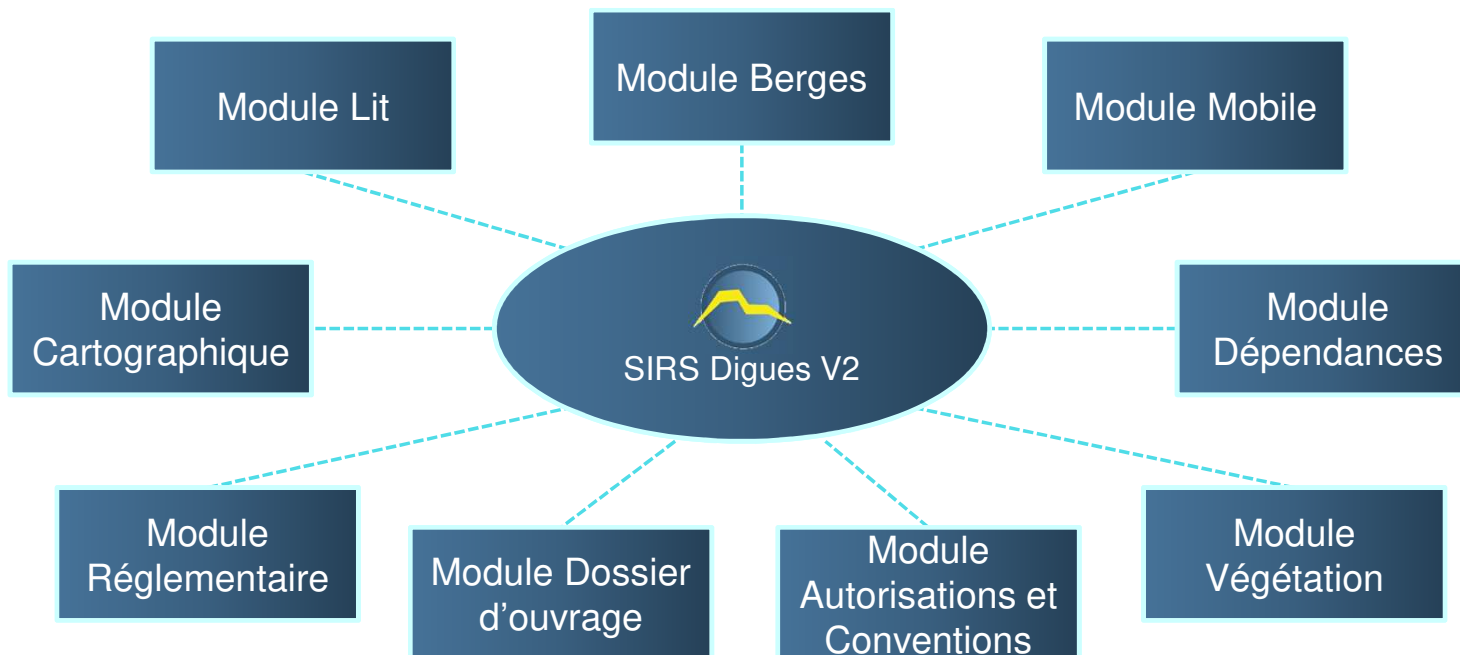 Module Lit
Module Berges
Module Mobile
Module
Cartographique
SIRS Digues V2
Module
Dépendances
Module
Réglementaire
Module Dossier
d'ouvrage
Module
Autorisations et
Conventions
Module
Végétation